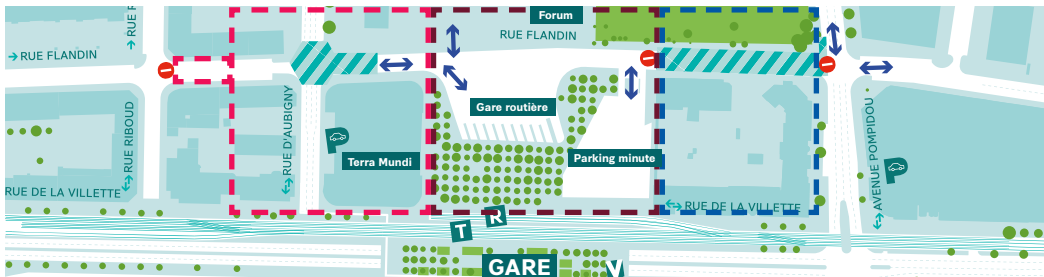 RUE F
Forum
RUE FLANDIN
RUE FLANDIN
Gare routière
RUE RIBOUD
RUE D'AUBIGNY
Terra Mundi
Parking minute
AVENUE POMPIDOU
P
P
RUE DE LA VILLETTE
RUE DE LA VILLETTE
T
R
GARE
V